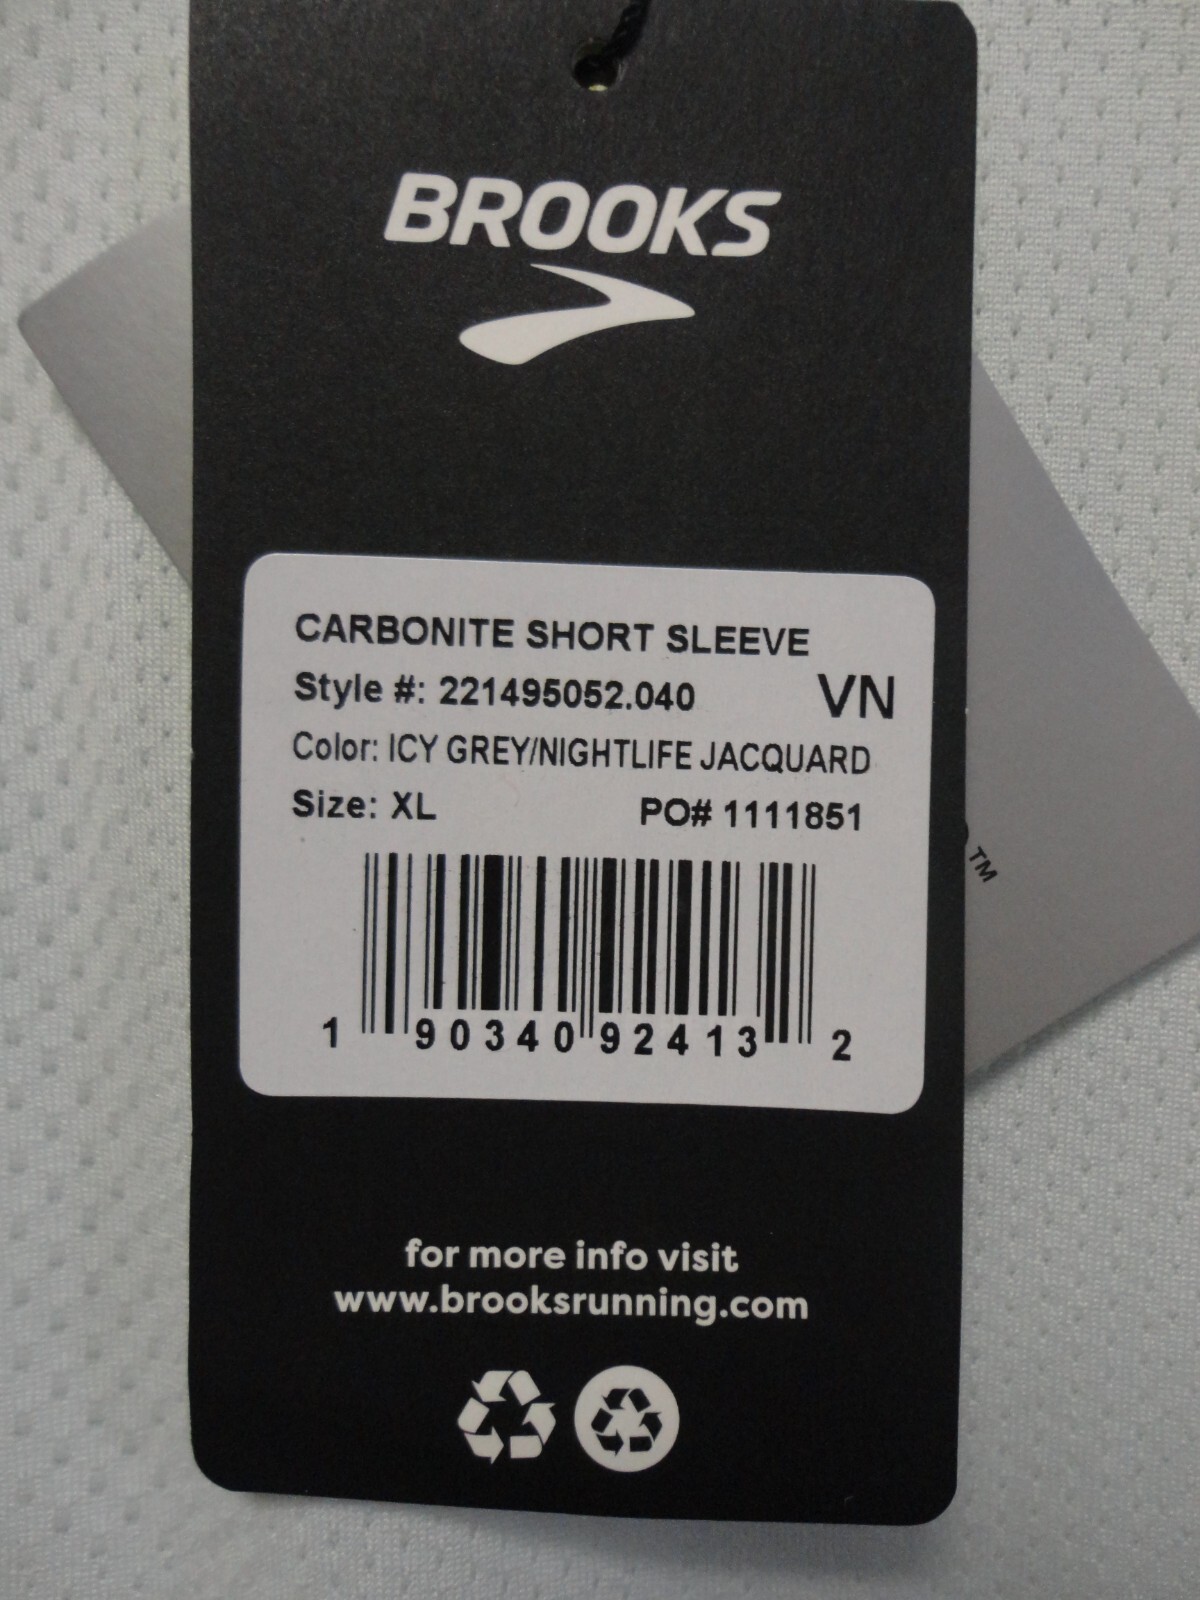 BROOKS
CARBONITE SHORT SLEEVE
Style #: 221495052.040 VN
Color: ICY GREY/NIGHTLIFE JACQUARD
Size: XL PO# 1111851
1 90340 92413 2
for more info visit
www.brooksrunning.com
TM